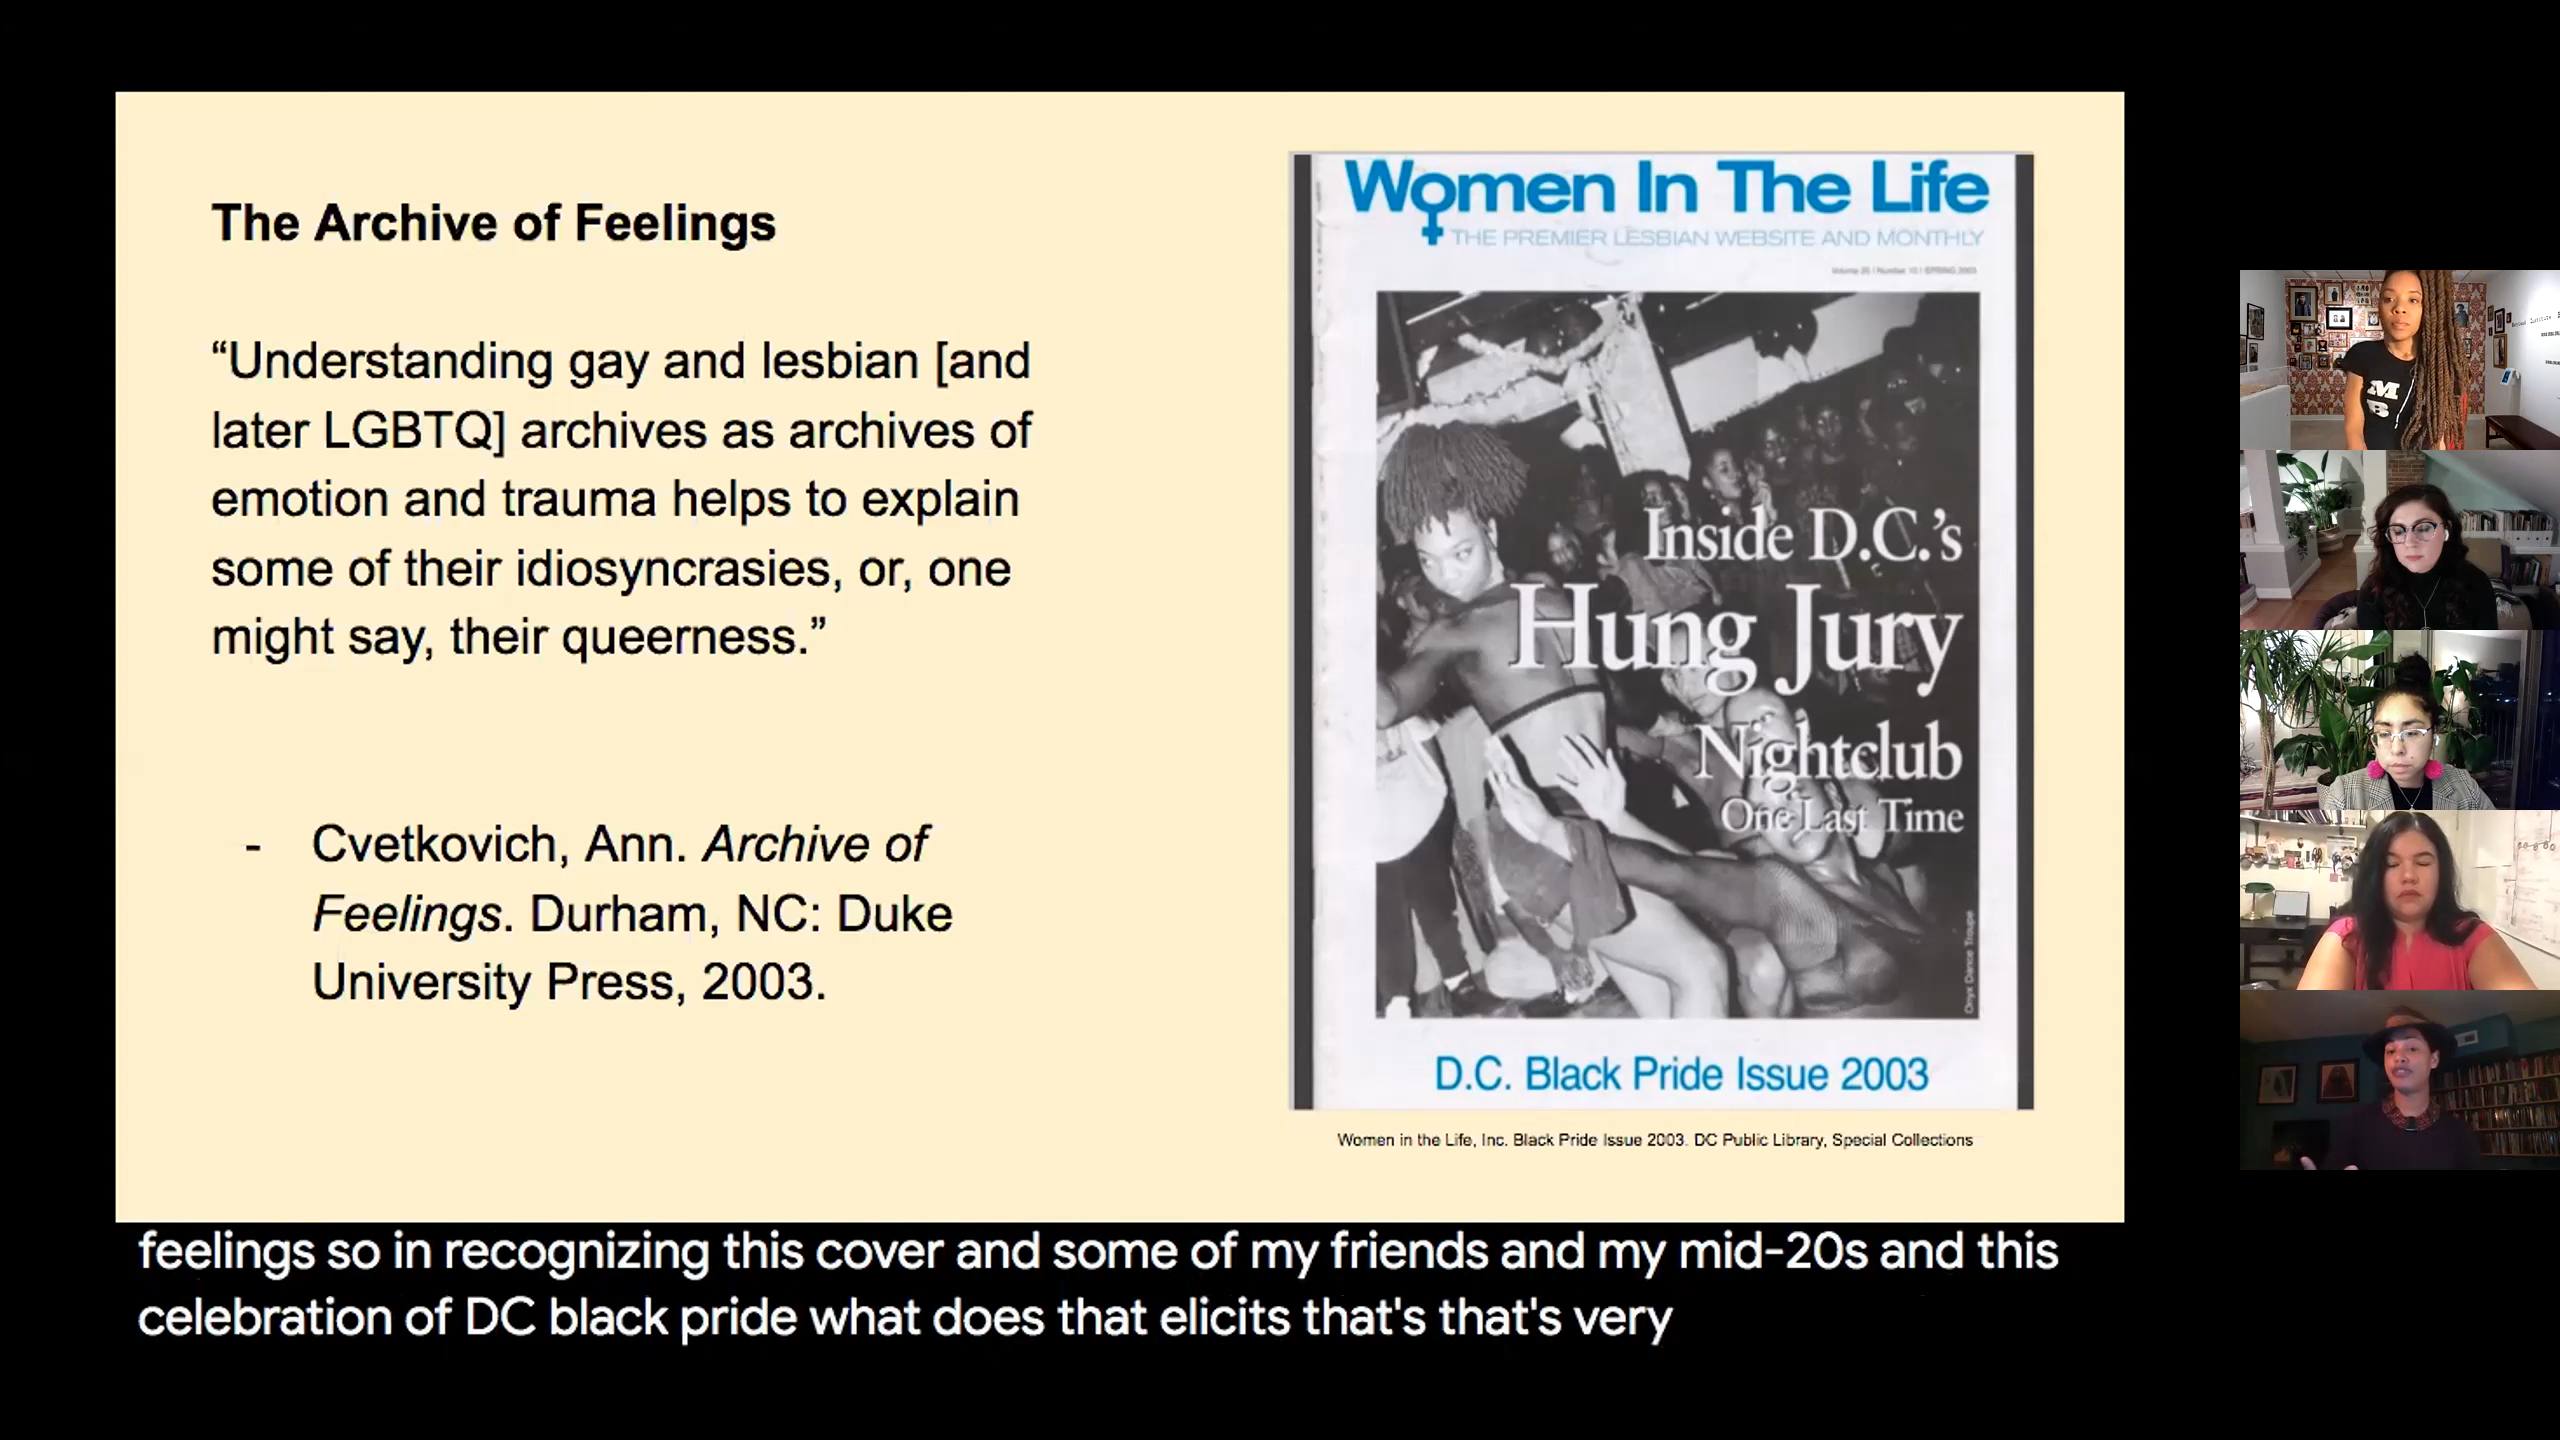 The Archive of Feelings
“Understanding gay and lesbian [and
later LGBTQ] archives as archives of
emotion and trauma helps to explain
some of their idiosyncrasies, or, one
might say, their queerness.”
- Cvetkovich, Ann. Archive of
Feelings. Durham, NC: Duke
University Press, 2003.
Women In The Life
THE PREMIER LESBIAN WEBSITE AND MONTHLY
Inside D.C.’s
Hung Jury
Nightclub
One Last Time
Onyx Dance Troupe
D.C. Black Pride Issue 2003
Women in the Life, Inc. Black Pride Issue 2003. DC Public Library, Special Collections
M
B
feelings so in recognizing this cover and some of my friends and my mid-20s and this
celebration of DC black pride what does that elicits that's that's very